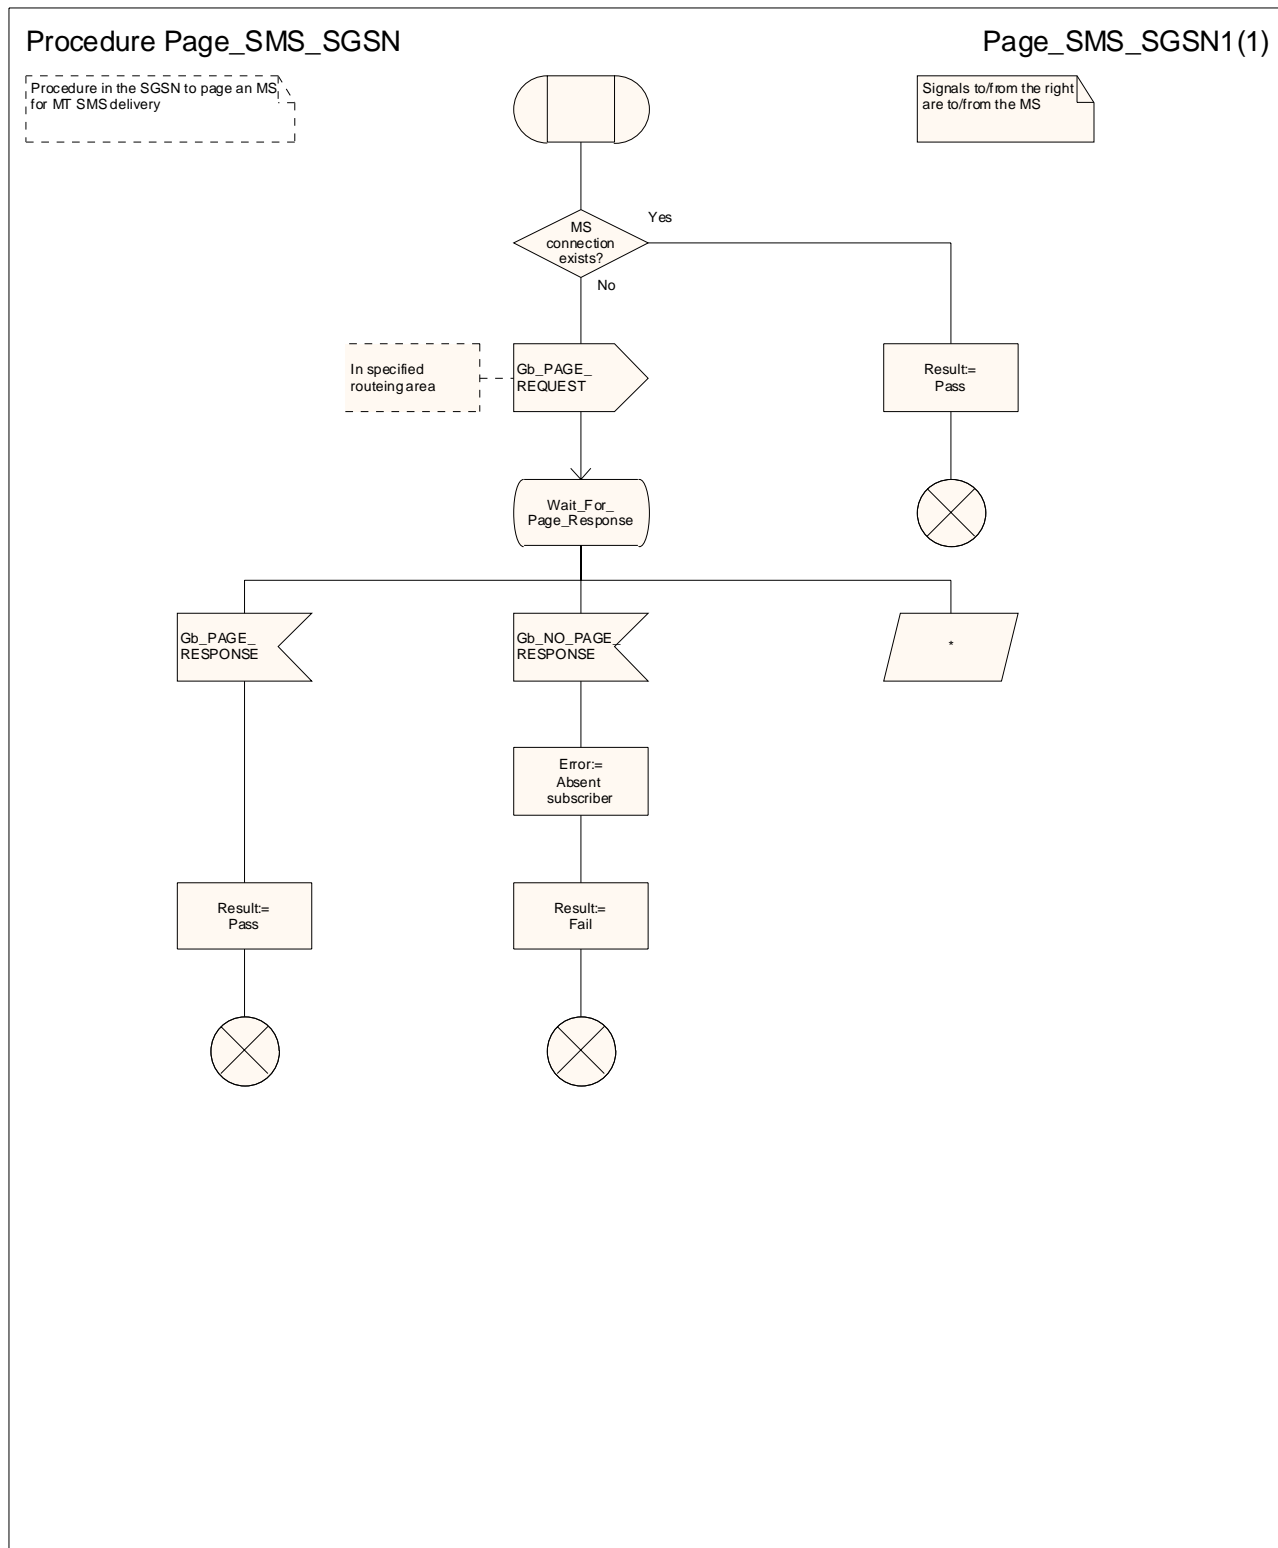 Procedure Page_SMS_SGSN
Page_SMS_SGSN1(1)
Procedure in the SGSN to page an MS
for MT SMS delivery
Signals to/from the right
are to/from the MS
MS
connection
exists?
Yes
No
In specified
routeing area
Gb_PAGE_
REQUEST
Result:=
Pass
Wait_For_
Page_Response
Gb_PAGE_
RESPONSE
Gb_NO_PAGE_
RESPONSE
*
Error:=
Absent
subscriber
Result:=
Pass
Result:=
Fail